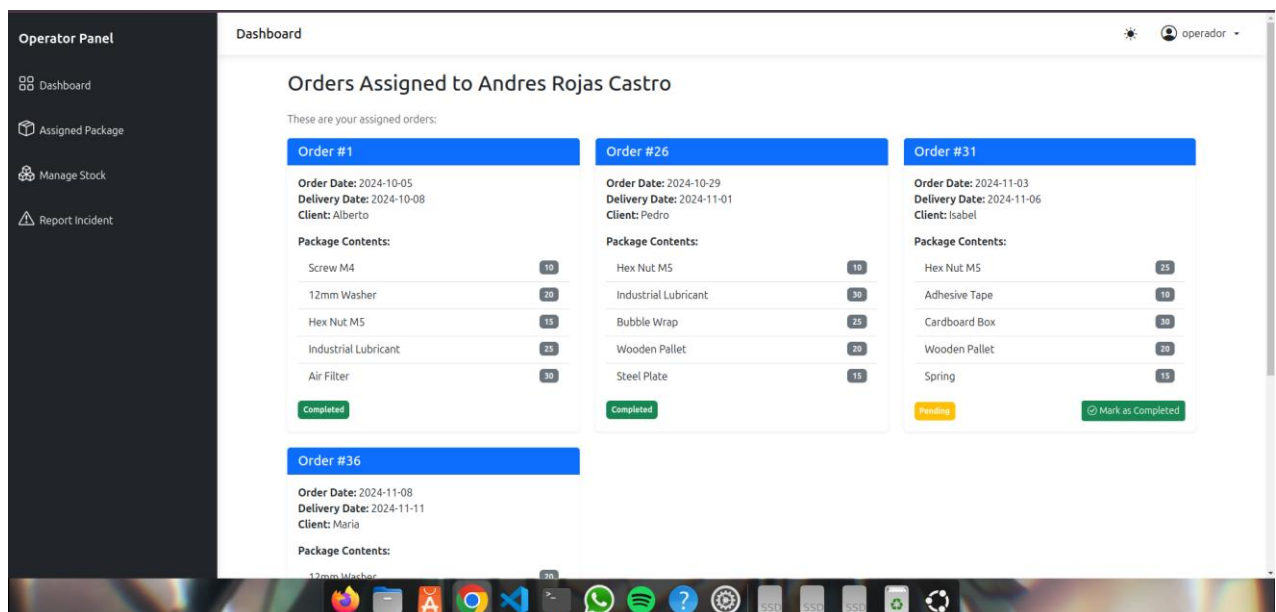 Operator Panel
Dashboard
Assigned Package
Manage Stock
Report Incident
Dashboard
operador
Orders Assigned to Andres Rojas Castro
These are your assigned orders:
Order #1
Order Date: 2024-10-05
Delivery Date: 2024-10-08
Client: Alberto
Package Contents:
Screw M4 10
12mm Washer 20
Hex Nut M5 15
Industrial Lubricant 25
Air Filter 30
Completed
Order #26
Order Date: 2024-10-29
Delivery Date: 2024-11-01
Client: Pedro
Package Contents:
Hex Nut M5 10
Industrial Lubricant 30
Bubble Wrap 25
Wooden Pallet 20
Steel Plate 15
Completed
Order #31
Order Date: 2024-11-03
Delivery Date: 2024-11-06
Client: Isabel
Package Contents:
Hex Nut M5 25
Adhesive Tape 10
Cardboard Box 30
Wooden Pallet 20
Spring 15
Pending Mark as Completed
Order #36
Order Date: 2024-11-08
Delivery Date: 2024-11-11
Client: Maria
Package Contents:
12mm Washer 20
SSD SSD SSD